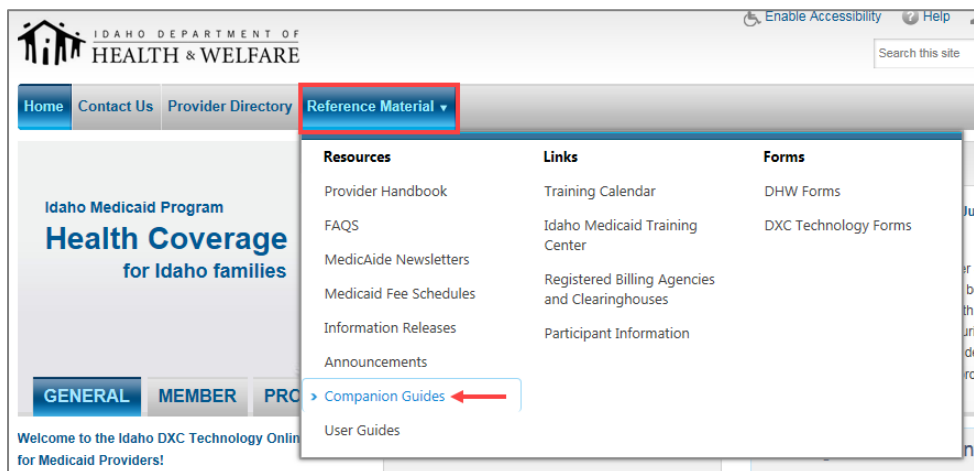 Enable Accessibility
Help
IDAHO DEPARTMENT OF
HEALTH & WELFARE
Search this site
Home
Contact Us
Provider Directory
Reference Material
Resources
Provider Handbook
FAQS
MedicAide Newsletters
Medicaid Fee Schedules
Information Releases
Announcements
Companion Guides
User Guides
Links
Training Calendar
Idaho Medicaid Training
Center
Registered Billing Agencies
and Clearinghouses
Participant Information
Forms
DHW Forms
DXC Technology Forms
Idaho Medicaid Program
Health Coverage
for Idaho families
GENERAL
MEMBER
PRO
Welcome to the Idaho DXC Technology Onlin
for Medicaid Providers!